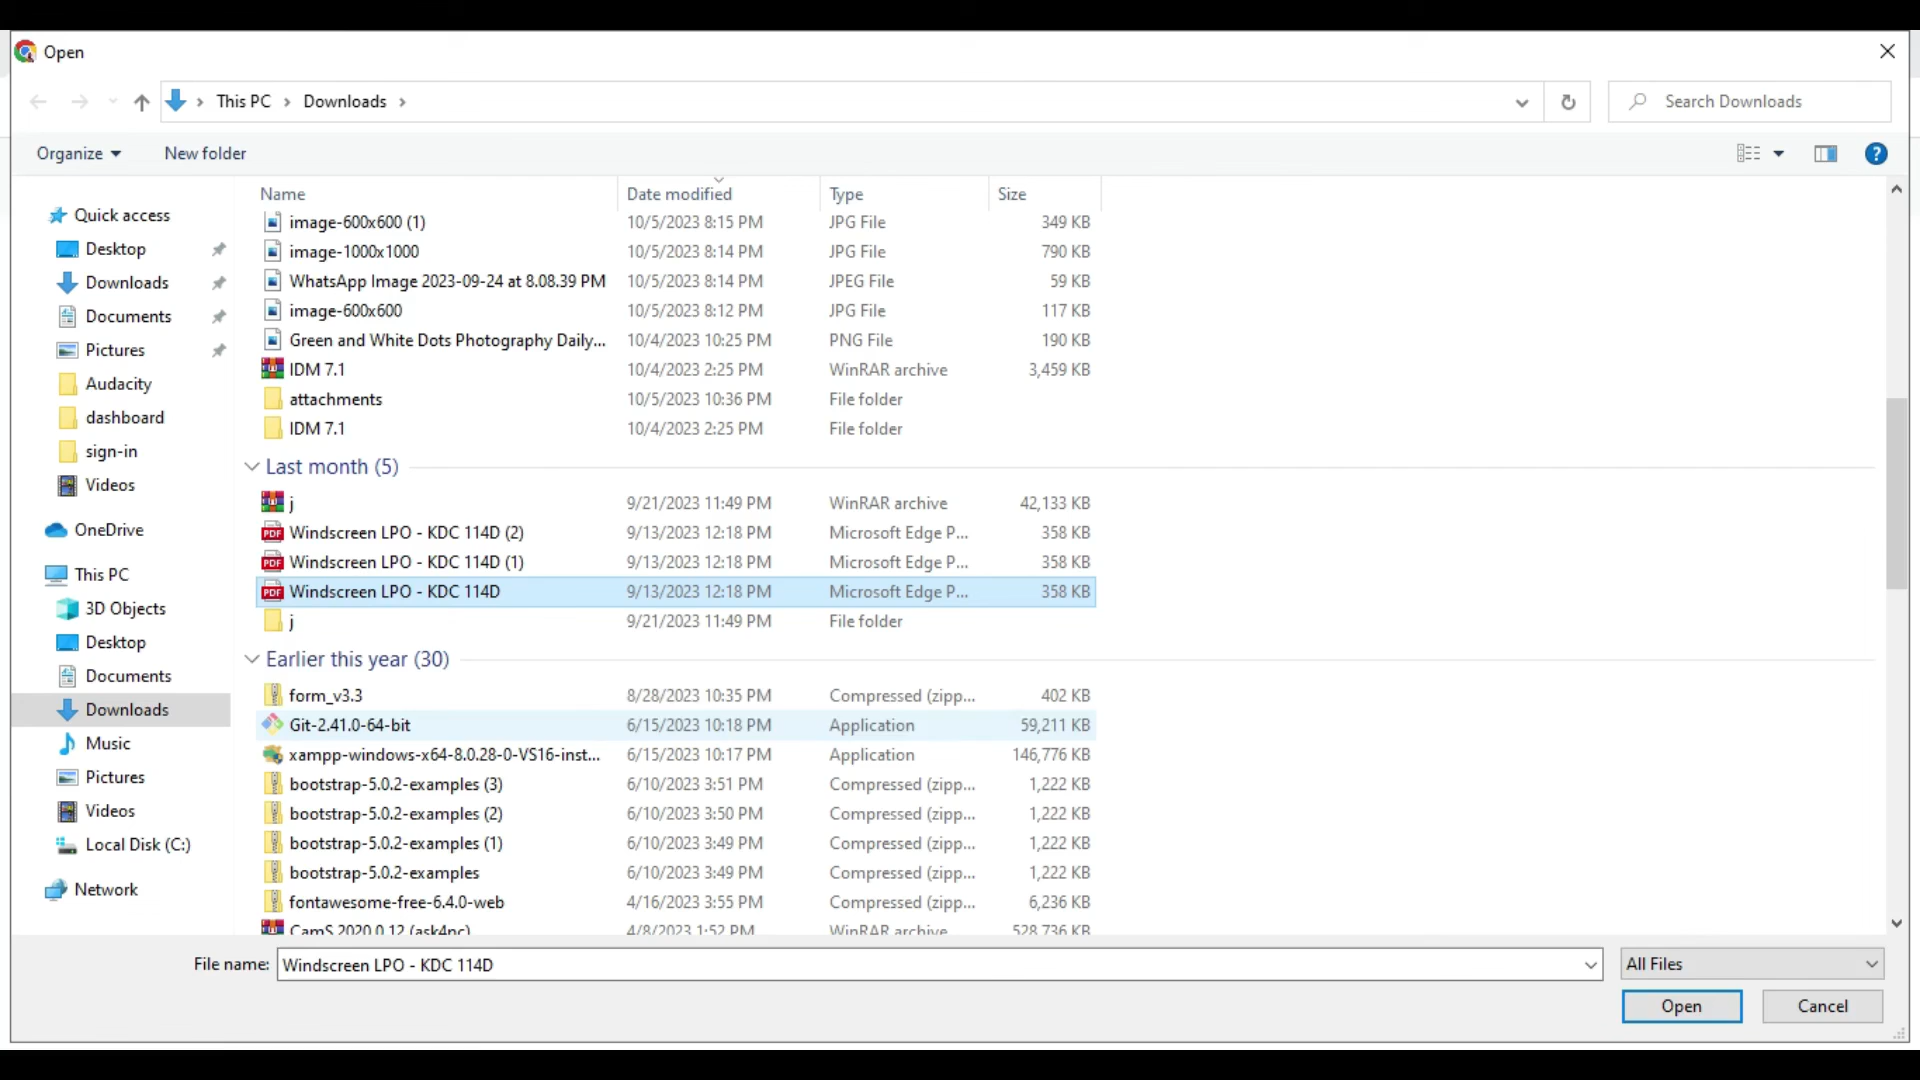 Open
This PC > Downloads >
Search Downloads
Organize
New folder
Name Date modified Type Size
Quick access
Desktop
Downloads
Documents
Pictures
Audacity
dashboard
sign-in
Videos
OneDrive
This PC
3D Objects
Desktop
Documents
Downloads
Music
Pictures
Videos
Local Disk (C:)
Network
image-600x600 (1) 10/5/2023 8:15 PM JPG File 349 KB
image-1000x1000 10/5/2023 8:14 PM JPG File 790 KB
WhatsApp Image 2023-09-24 at 8.08.39 PM 10/5/2023 8:14 PM JPEG File 59 KB
image-600x600 10/5/2023 8:12 PM JPG File 117 KB
Green and White Dots Photography Daily... 10/4/2023 10:25 PM PNG File 190 KB
IDM 7.1 10/4/2023 2:25 PM WinRAR archive 3,459 KB
attachments 10/5/2023 10:36 PM File folder
IDM 7.1 10/4/2023 2:25 PM File folder
Last month (5)
j 9/21/2023 11:49 PM WinRAR archive 42,133 KB
PDF Windscreen LPO - KDC 114D (2) 9/13/2023 12:18 PM Microsoft Edge P... 358 KB
PDF Windscreen LPO - KDC 114D (1) 9/13/2023 12:18 PM Microsoft Edge P... 358 KB
PDF Windscreen LPO - KDC 114D 9/13/2023 12:18 PM Microsoft Edge P... 358 KB
j 9/21/2023 11:49 PM File folder
Earlier this year (30)
form_v3.3 8/28/2023 10:35 PM Compressed (zipp... 402 KB
Git-2.41.0-64-bit 6/15/2023 10:18 PM Application 59,211 KB
xampp-windows-x64-8.0.28-0-VS16-inst... 6/15/2023 10:17 PM Application 146,776 KB
bootstrap-5.0.2-examples (3) 6/10/2023 3:51 PM Compressed (zipp... 1,222 KB
bootstrap-5.0.2-examples (2) 6/10/2023 3:50 PM Compressed (zipp... 1,222 KB
bootstrap-5.0.2-examples (1) 6/10/2023 3:49 PM Compressed (zipp... 1,222 KB
bootstrap-5.0.2-examples 6/10/2023 3:49 PM Compressed (zipp... 1,222 KB
fontawesome-free-6.4.0-web 4/16/2023 3:55 PM Compressed (zipp... 6,236 KB
CamS 2020.0.12 (ask4pc) 4/8/2023 1:52 PM WinRAR archive 528,736 KB
File name: Windscreen LPO - KDC 114D
All Files
Open
Cancel